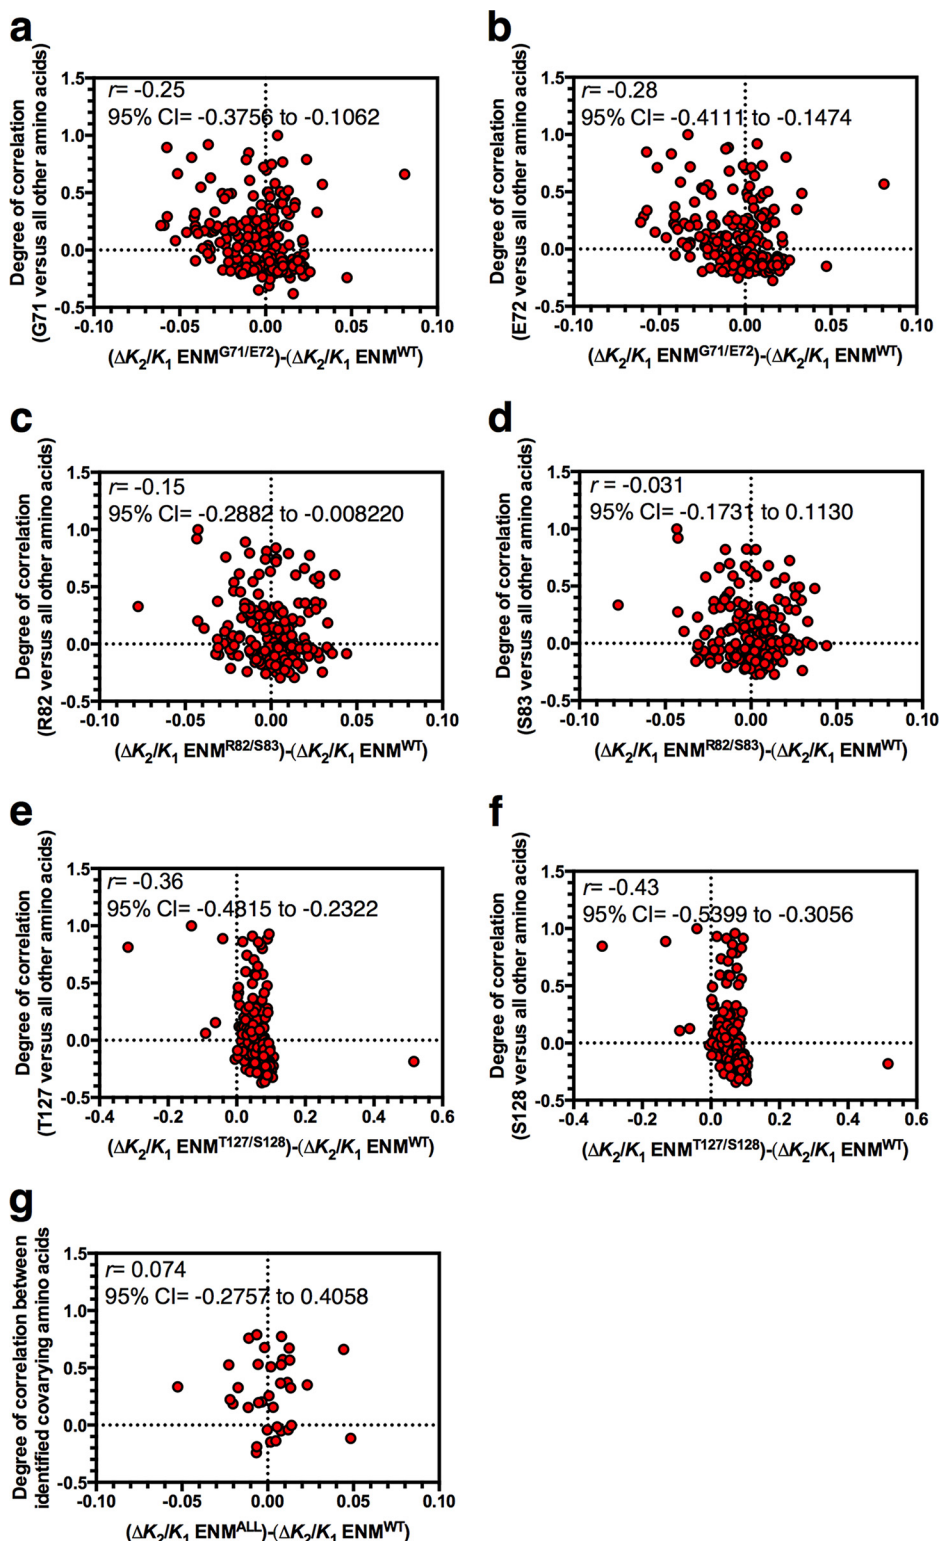 a
r= -0.25
95% CI= -0.3756 to -0.1062
Degree of correlation
(G71 versus all other amino acids)
1.5
1.0
0.5
0.0
-0.5
-0.10 -0.05 0.00 0.05 0.10
(ΔK2/K1 ENMG71/E72)-(ΔK2/K1 ENMWT)
b
r= -0.28
95% CI= -0.4111 to -0.1474
Degree of correlation
(E72 versus all other amino acids)
1.5
1.0
0.5
0.0
-0.5
-0.10 -0.05 0.00 0.05 0.10
(ΔK2/K1 ENMG71/E72)-(ΔK2/K1 ENMWT)
c
r= -0.15
95% CI= -0.2882 to -0.008220
Degree of correlation
(R82 versus all other amino acids)
1.5
1.0
0.5
0.0
-0.5
-0.10 -0.05 0.00 0.05 0.10
(ΔK2/K1 ENMR82/S83)-(ΔK2/K1 ENMWT)
d
r = -0.031
95% CI= -0.1731 to 0.1130
Degree of correlation
(S83 versus all other amino acids)
1.5
1.0
0.5
0.0
-0.5
-0.10 -0.05 0.00 0.05 0.10
(ΔK2/K1 ENMR82/S83)-(ΔK2/K1 ENMWT)
e
r= -0.36
95% CI= -0.4815 to -0.2322
Degree of correlation
(T127 versus all other amino acids)
1.5
1.0
0.5
0.0
-0.5
-0.4 -0.2 0.0 0.2 0.4 0.6
(ΔK2/K1 ENMT127/S128)-(ΔK2/K1 ENMWT)
f
r= -0.43
95% CI= -0.5399 to -0.3056
Degree of correlation
(S128 versus all other amino acids)
1.5
1.0
0.5
0.0
-0.5
-0.4 -0.2 0.0 0.2 0.4 0.6
(ΔK2/K1 ENMT127/S128)-(ΔK2/K1 ENMWT)
g
r= 0.074
95% CI= -0.2757 to 0.4058
Degree of correlation between
identified covarying amino acids
1.5
1.0
0.5
0.0
-0.5
-0.10 -0.05 0.00 0.05 0.10
(ΔK2/K1 ENMALL)-(ΔK2/K1 ENMWT)